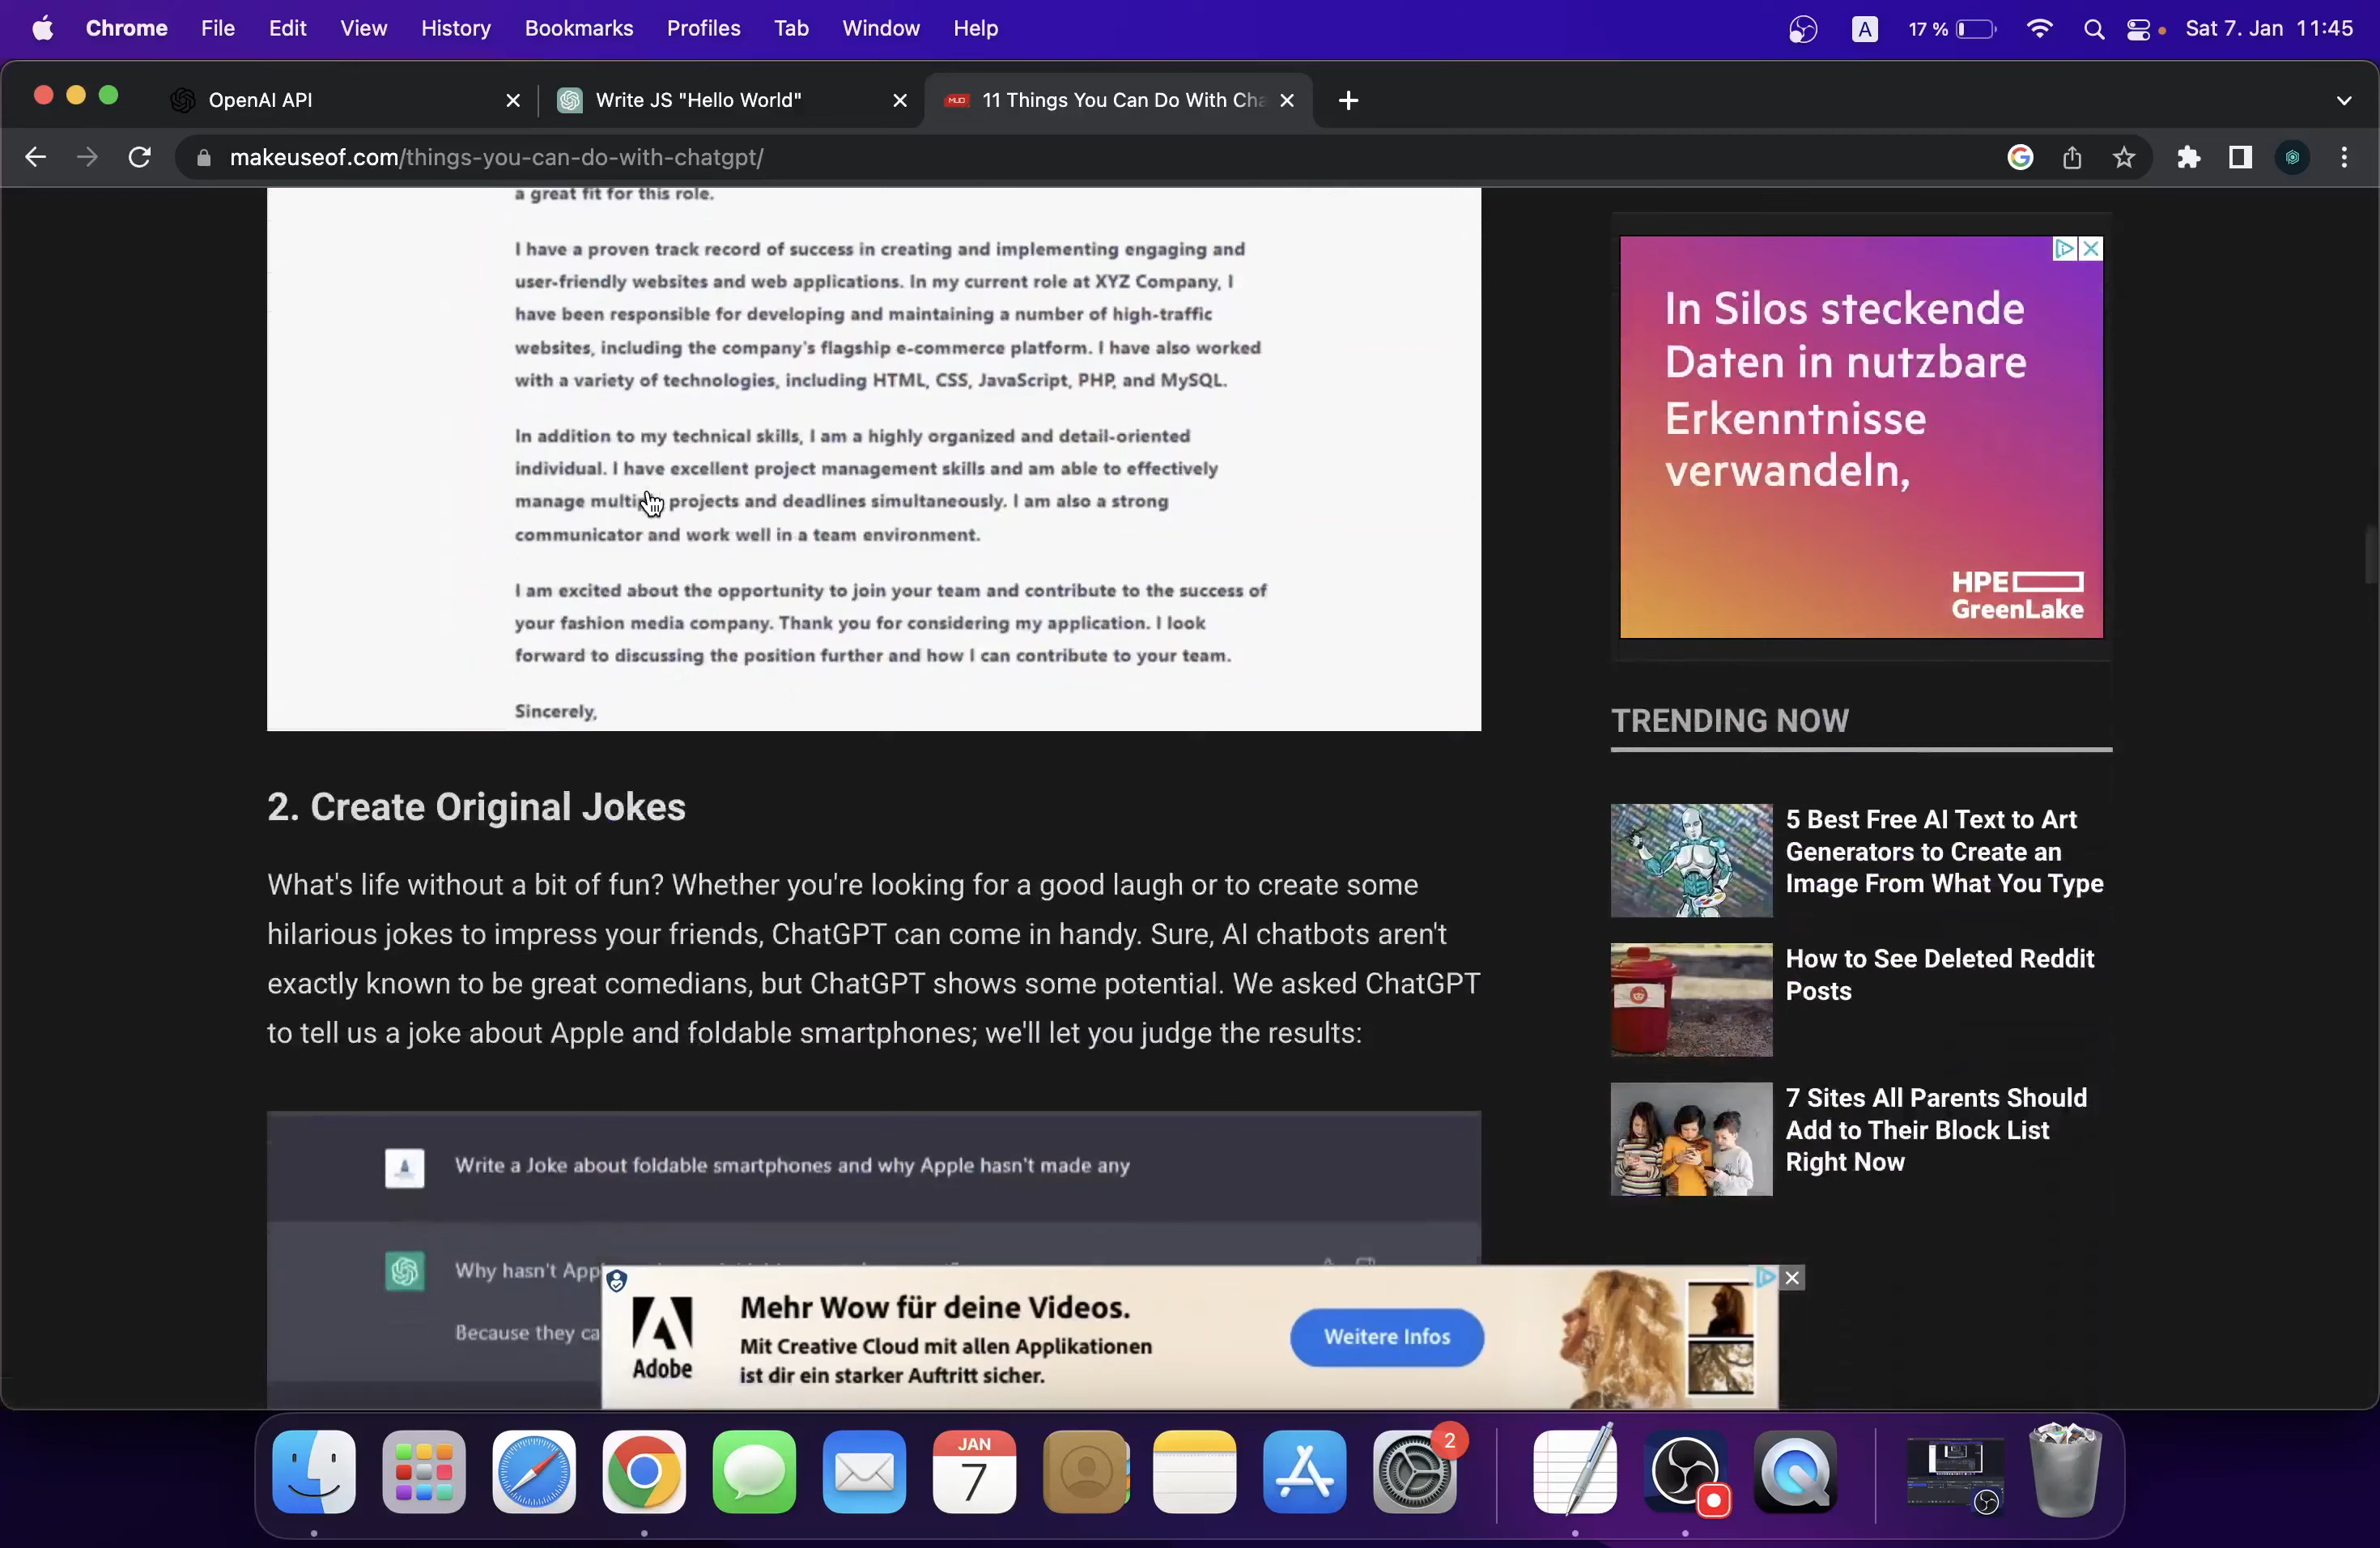 Chrome File Edit View History Bookmarks Profiles Tab Window Help
A 17 % Sat 7. Jan 11:45
OpenAI API
Write JS "Hello World"
MUO 11 Things You Can Do With Cha
makeuseof.com/things-you-can-do-with-chatgpt/
a great fit for this role.
I have a proven track record of success in creating and implementing engaging and
user-friendly websites and web applications. In my current role at XYZ Company, I
have been responsible for developing and maintaining a number of high-traffic
websites, including the company's flagship e-commerce platform. I have also worked
with a variety of technologies, including HTML, CSS, JavaScript, PHP, and MySQL.
In addition to my technical skills, I am a highly organized and detail-oriented
individual. I have excellent project management skills and am able to effectively
manage projects and deadlines simultaneously. I am also a strong
communicator and work well in a team environment.
I am excited about the opportunity to join your team and contribute to the success of
your fashion media company. Thank you for considering my application. I look
forward to discussing the position further and how I can contribute to your team.
Sincerely,
2. Create Original Jokes
What's life without a bit of fun? Whether you're looking for a good laugh or to create some
hilarious jokes to impress your friends, ChatGPT can come in handy. Sure, AI chatbots aren't
exactly known to be great comedians, but ChatGPT shows some potential. We asked ChatGPT
to tell us a joke about Apple and foldable smartphones; we'll let you judge the results:
Write a Joke about foldable smartphones and why Apple hasn't made any
Why hasn't App
Because they ca
In Silos steckende
Daten in nutzbare
Erkenntnisse
verwandeln,
HPE
GreenLake
TRENDING NOW
5 Best Free AI Text to Art
Generators to Create an
Image From What You Type
How to See Deleted Reddit
Posts
7 Sites All Parents Should
Add to Their Block List
Right Now
Adobe
Mehr Wow für deine Videos.
Mit Creative Cloud mit allen Applikationen
ist dir ein starker Auftritt sicher.
Weitere Infos
JAN
7
2